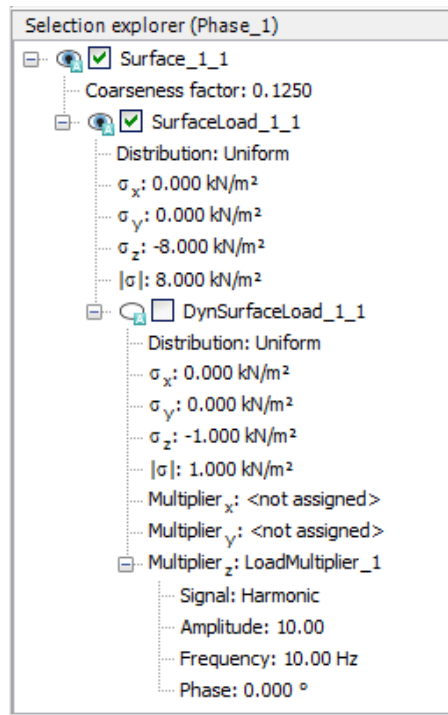 Selection explorer (Phase_1)
Surface_1_1
Coarseness factor: 0.1250
SurfaceLoad_1_1
Distribution: Uniform
σx: 0.000 kN/m²
σy: 0.000 kN/m²
σz: -8.000 kN/m²
|σ|: 8.000 kN/m²
DynSurfaceLoad_1_1
Distribution: Uniform
σx: 0.000 kN/m²
σy: 0.000 kN/m²
σz: -1.000 kN/m²
|σ|: 1.000 kN/m²
Multiplierx: <not assigned>
Multipliery: <not assigned>
Multiplierz: LoadMultiplier_1
Signal: Harmonic
Amplitude: 10.00
Frequency: 10.00 Hz
Phase: 0.000 °